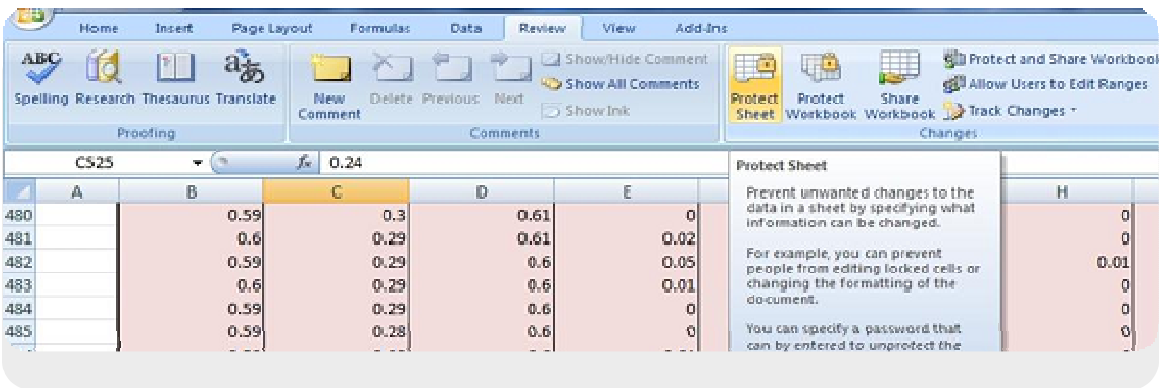 Home Insert Page Layout Formulas Data Review View Add-Ins
ABC
Spelling Research Thesaurus Translate
Proofing
New Comment Delete Previous Next
Show/Hide Comment
Show All Comments
Show Ink
Comments
Protect Sheet Protect Workbook Share Workbook
Protect and Share Workbook
Allow Users to Edit Ranges
Track Changes
Changes
CS25 fx 0.24
A B C D E H
480 0.59 0.3 0.61 0 0
481 0.6 0.29 0.61 0.02 0
482 0.59 0.29 0.6 0.05 0.01
483 0.6 0.29 0.6 0.01 0
484 0.59 0.29 0.6 0 0
485 0.59 0.28 0.6 0 0
Protect Sheet
Prevent unwanted changes to the
data in a sheet by specifying what
information can be changed.
For example, you can prevent
people from editing locked cells or
changing the formatting of the
document.
You can specify a password that
can by entered to unprotect the